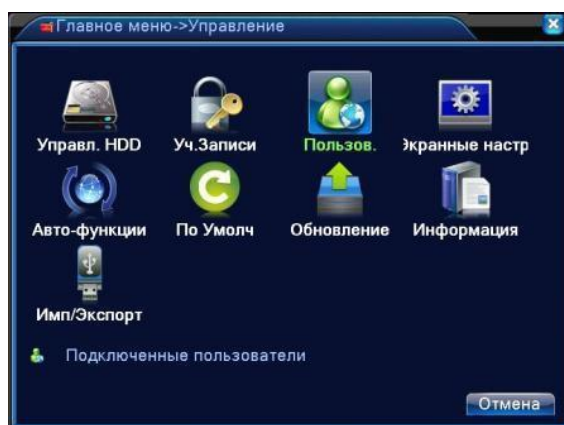 Главное меню->Управление
Управл. HDD Уч.Записи Пользов. Экранные настр
Авто-функции По Умолч Обновление Информация
Имп/Экспорт
Подключенные пользователи
Отмена